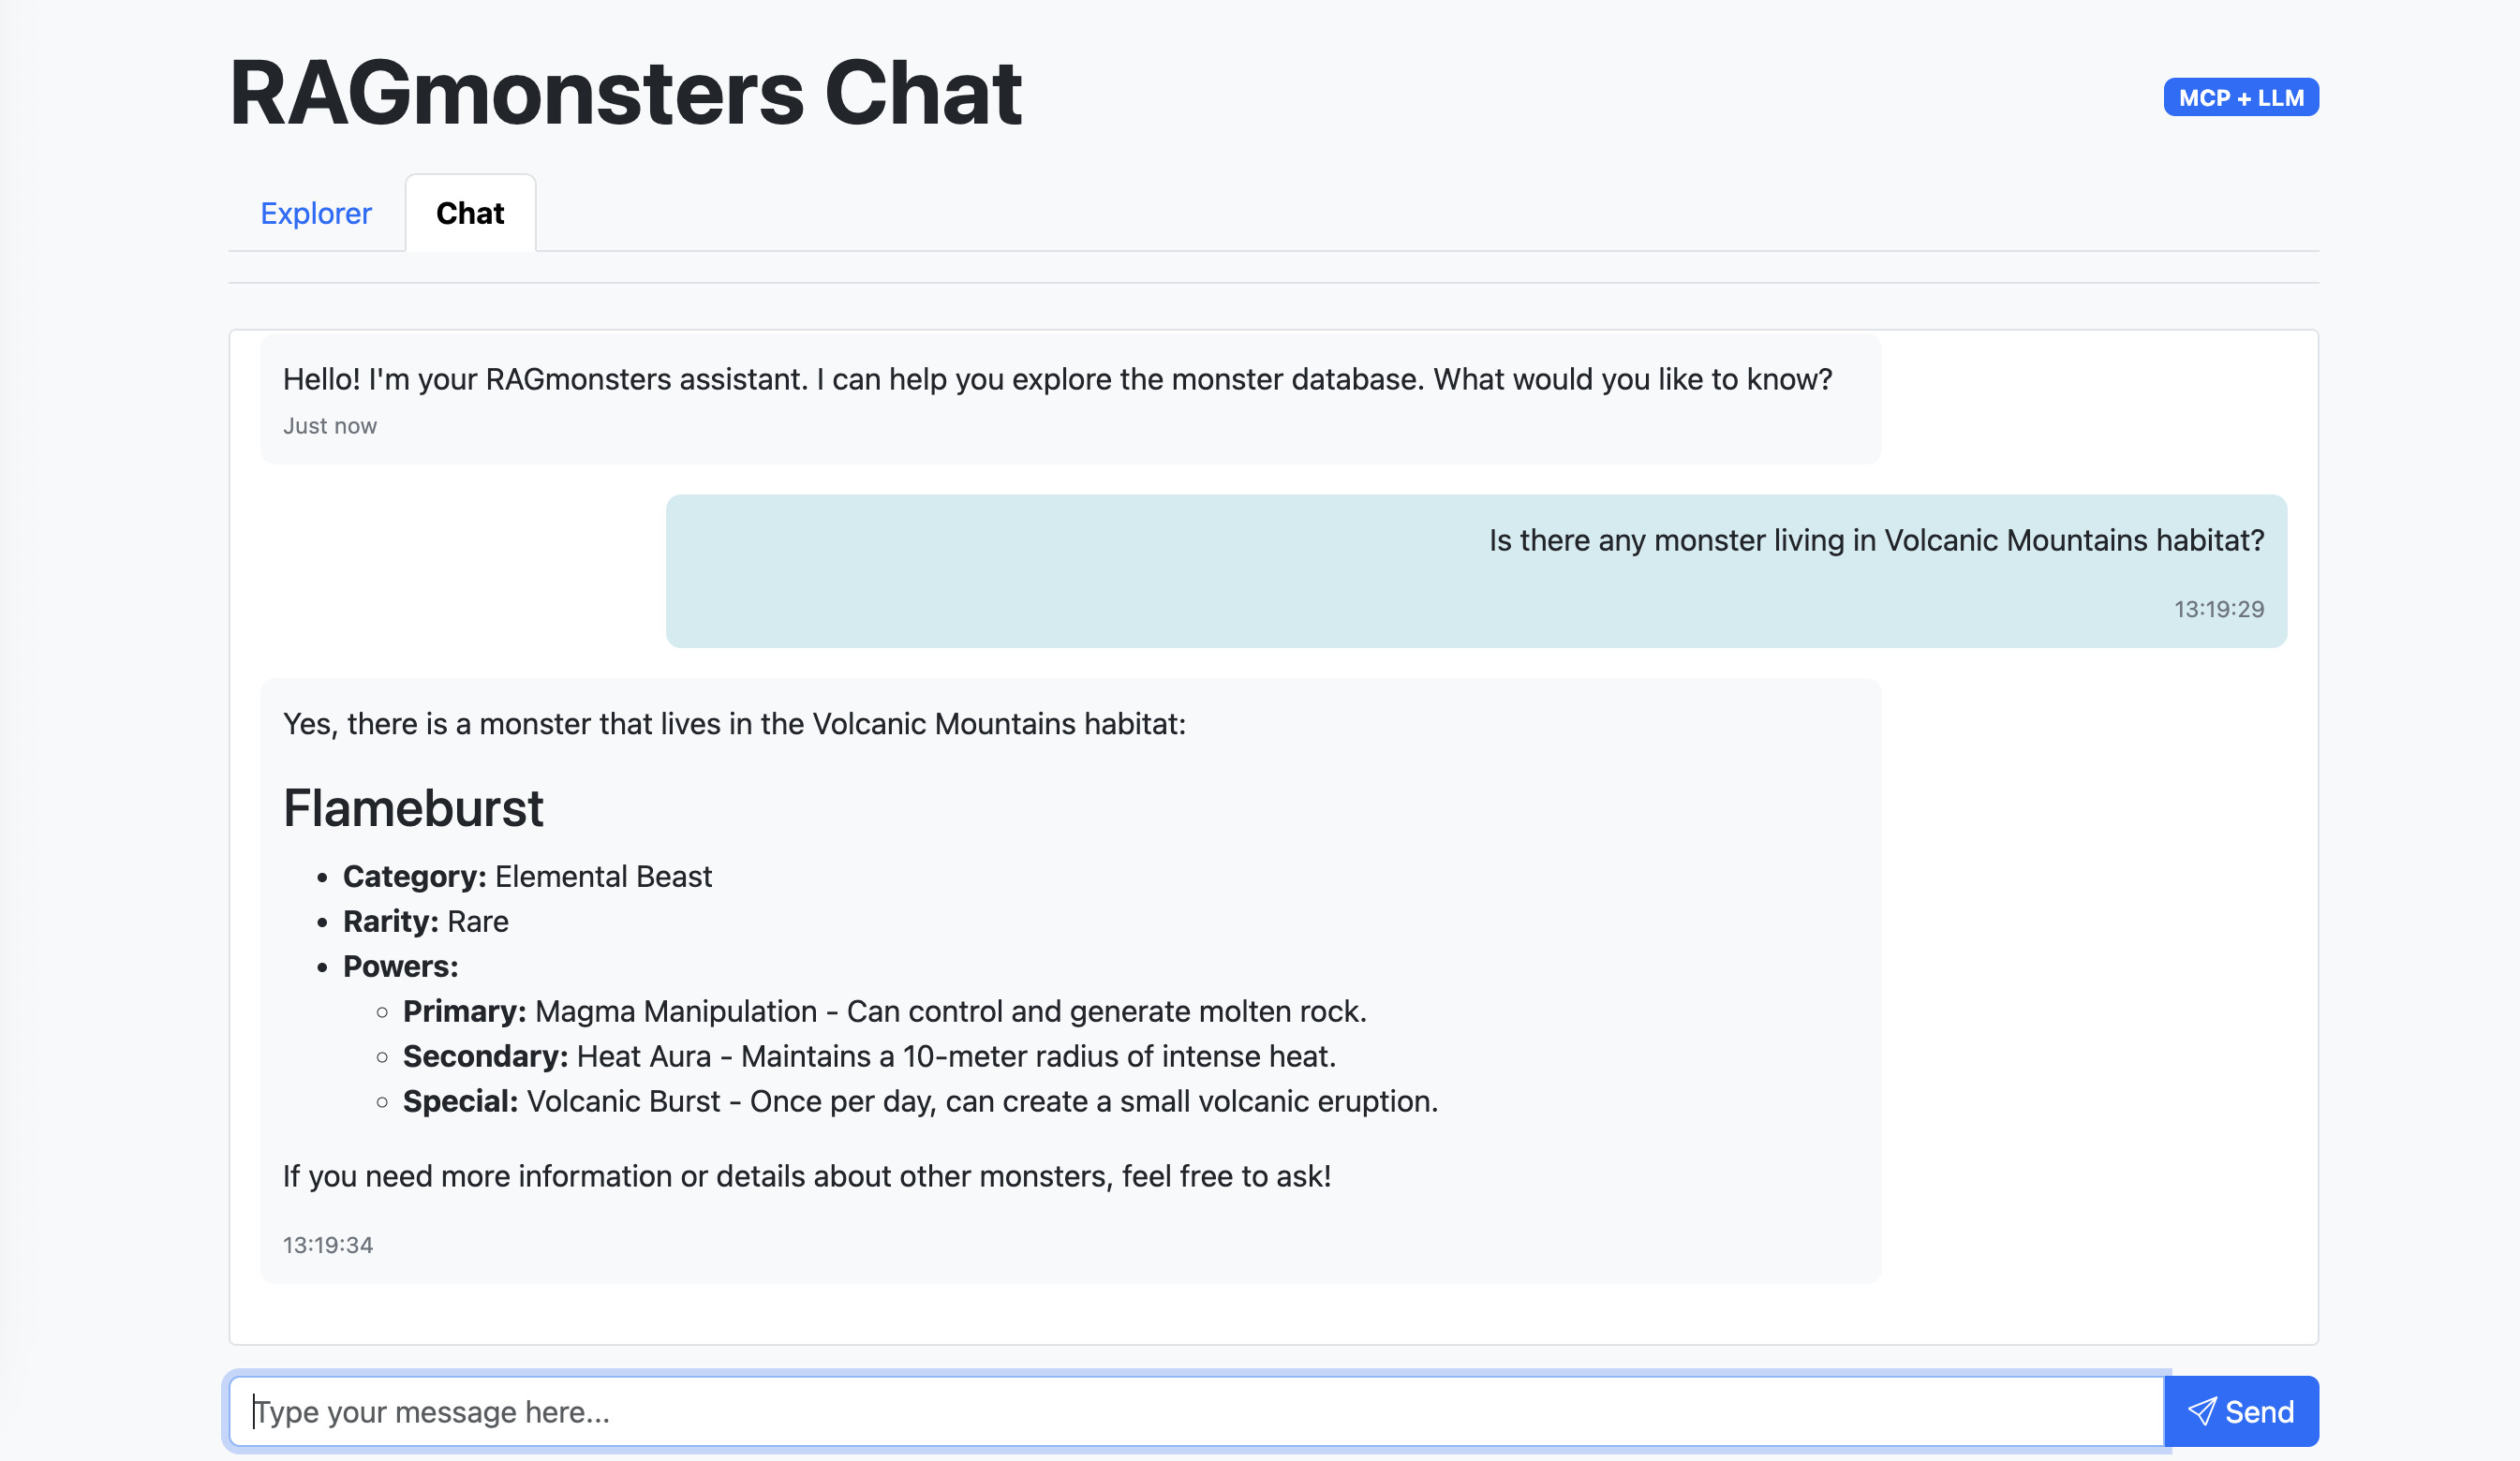 RAGmonsters Chat
MCP + LLM
Explorer
Chat
Hello! I'm your RAGmonsters assistant. I can help you explore the monster database. What would you like to know?
Just now
Is there any monster living in Volcanic Mountains habitat?
13:19:29
Yes, there is a monster that lives in the Volcanic Mountains habitat:
Flameburst
• Category: Elemental Beast
• Rarity: Rare
• Powers:
◦ Primary: Magma Manipulation - Can control and generate molten rock.
◦ Secondary: Heat Aura - Maintains a 10-meter radius of intense heat.
◦ Special: Volcanic Burst - Once per day, can create a small volcanic eruption.
If you need more information or details about other monsters, feel free to ask!
13:19:34
Type your message here...
Send